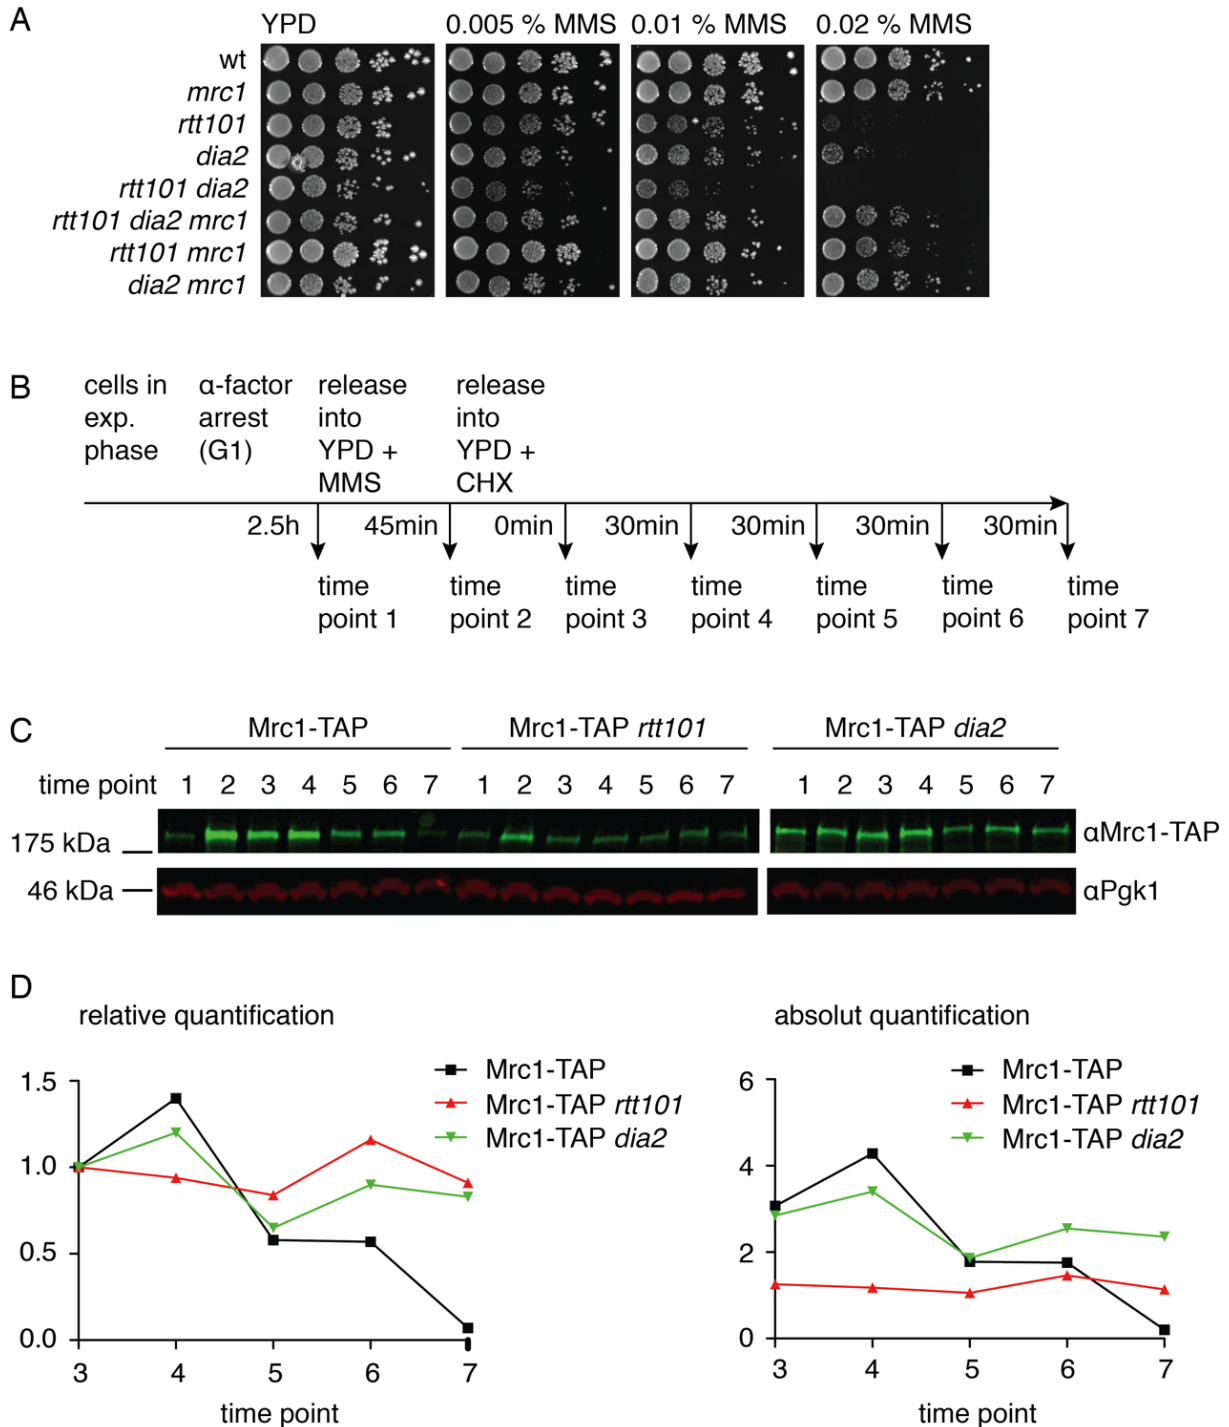 A
YPD
0.005 % MMS
0.01 % MMS
0.02 % MMS
wt
mrc1
rtt101
dia2
rtt101 dia2
rtt101 dia2 mrc1
rtt101 mrc1
dia2 mrc1
B
cells in
exp.
phase
α-factor
arrest
(G1)
release
into
YPD +
MMS
release
into
YPD +
CHX
2.5h
45min
0min
30min
30min
30min
30min
time
point 1
time
point 2
time
point 3
time
point 4
time
point 5
time
point 6
time
point 7
C
Mrc1-TAP
Mrc1-TAP rtt101
Mrc1-TAP dia2
time point 1 2 3 4 5 6 7 1 2 3 4 5 6 7 1 2 3 4 5 6 7
175 kDa
αMrc1-TAP
46 kDa
αPgk1
D
relative quantification
Mrc1-TAP
Mrc1-TAP rtt101
Mrc1-TAP dia2
1.5
1.0
0.5
0.0
3 4 5 6 7
time point
absolut quantification
Mrc1-TAP
Mrc1-TAP rtt101
Mrc1-TAP dia2
6
4
2
0
3 4 5 6 7
time point